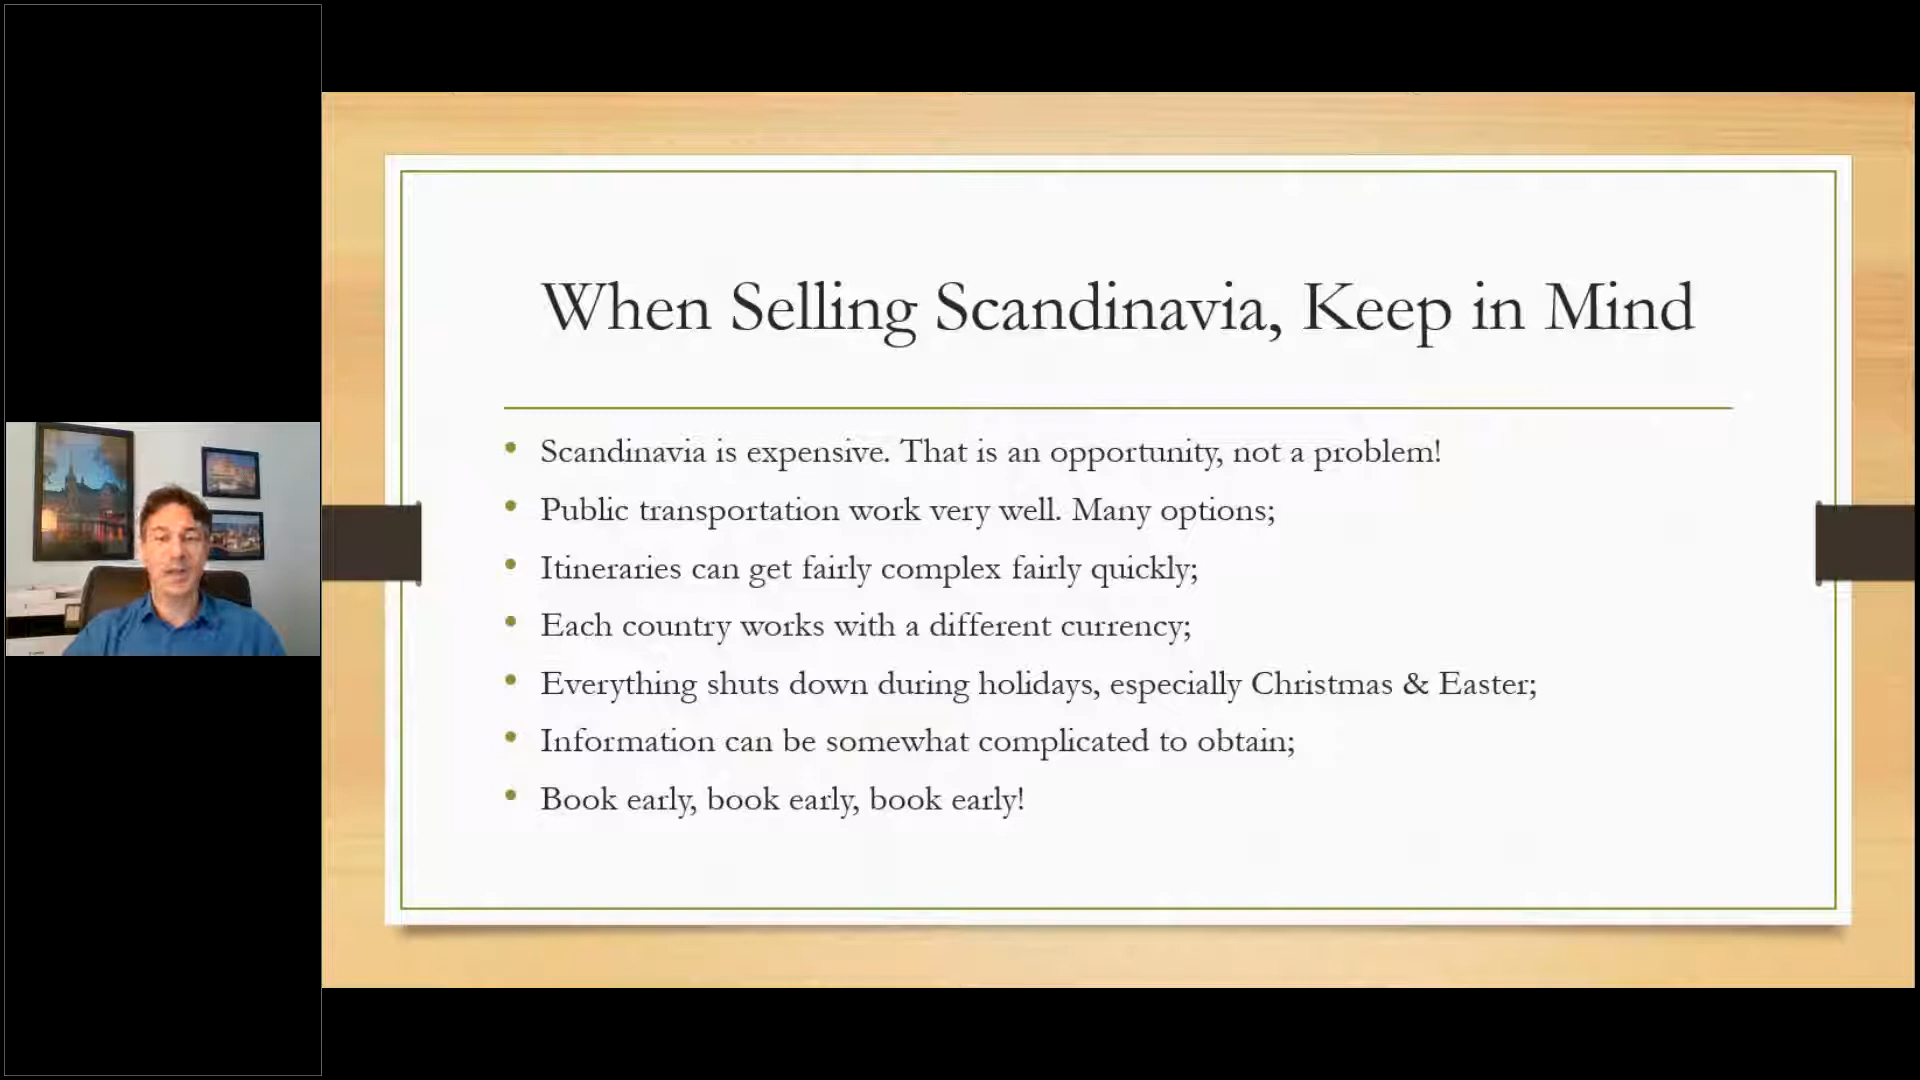 When Selling Scandinavia, Keep in Mind
• Scandinavia is expensive. That is an opportunity, not a problem!
• Public transportation work very well. Many options;
• Itineraries can get fairly complex fairly quickly;
• Each country works with a different currency;
• Everything shuts down during holidays, especially Christmas & Easter;
• Information can be somewhat complicated to obtain;
• Book early, book early, book early!